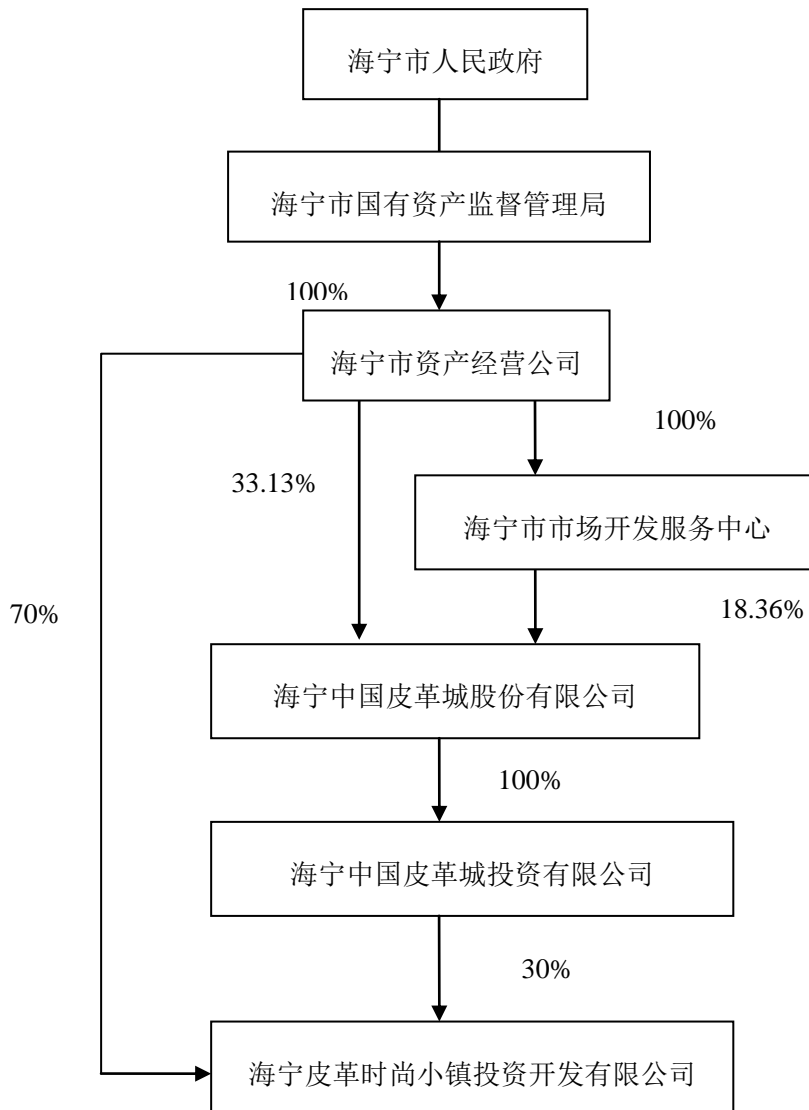 海宁市人民政府
海宁市国有资产监督管理局
100%
海宁市资产经营公司
100%
33.13%
海宁市市场开发服务中心
70%
18.36%
海宁中国皮革城股份有限公司
100%
海宁中国皮革城投资有限公司
30%
海宁皮革时尚小镇投资开发有限公司